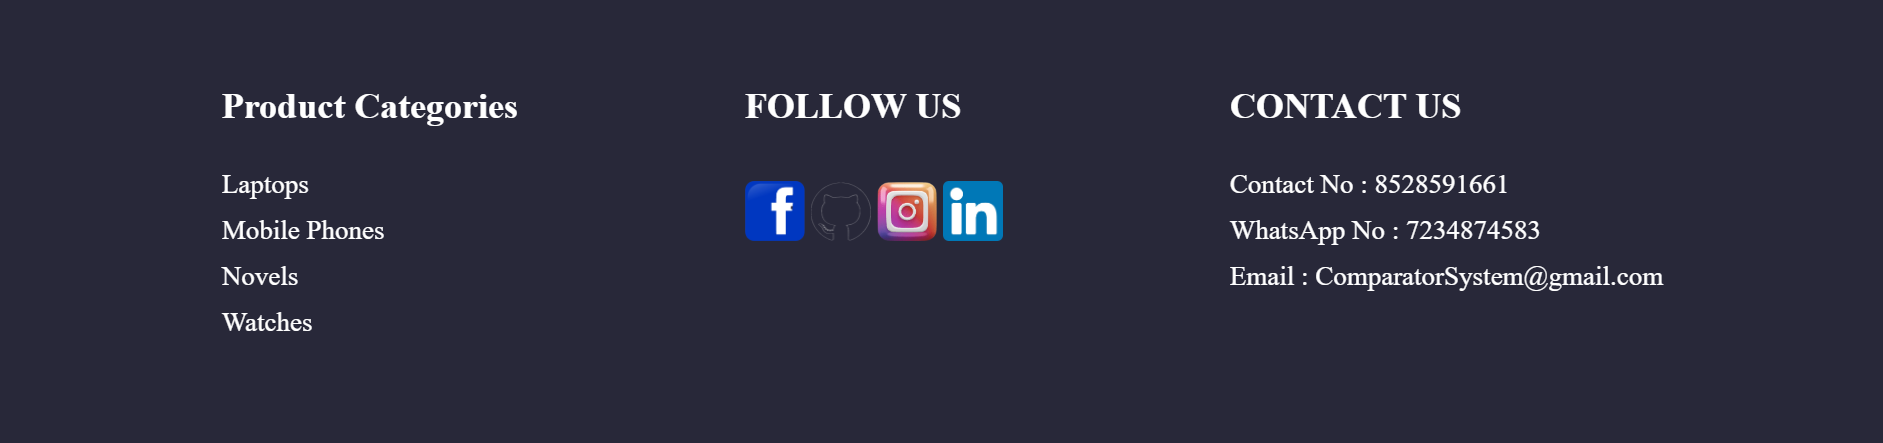 Product Categories
Laptops
Mobile Phones
Novels
Watches
FOLLOW US
f
in
CONTACT US
Contact No : 8528591661
WhatsApp No : 7234874583
Email : ComparatorSystem@gmail.com